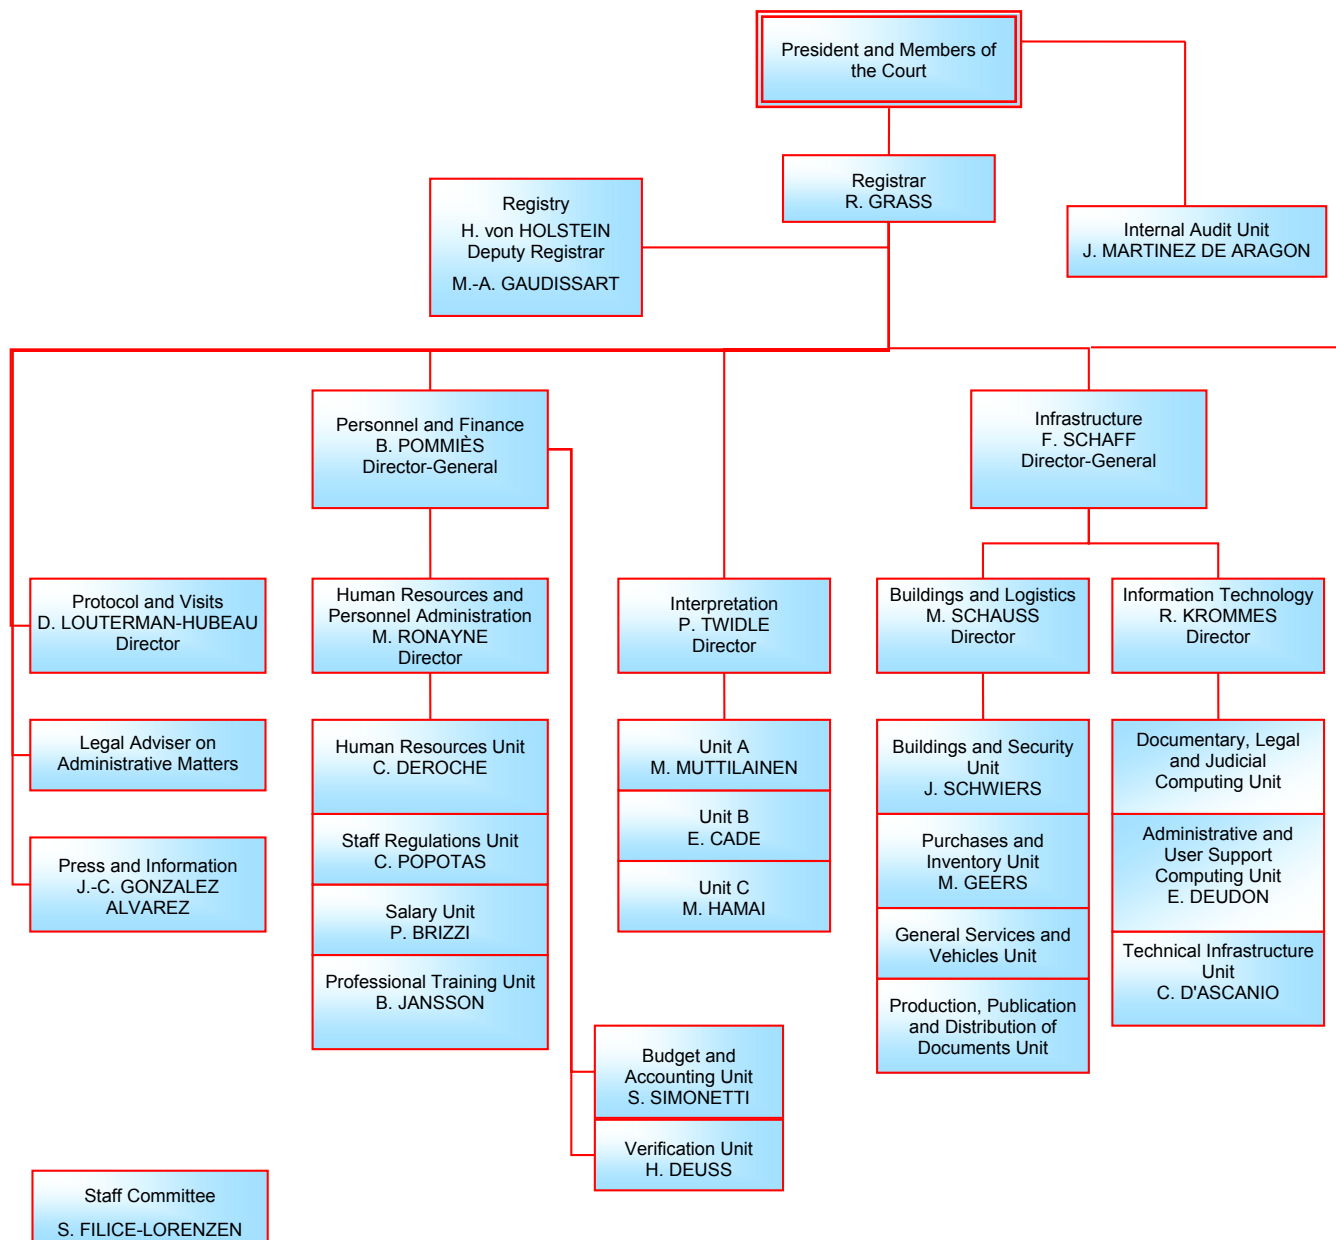 President and Members of
the Court
Registrar
R. GRASS
Registry
H. von HOLSTEIN
Deputy Registrar
M.-A. GAUDISSART
Internal Audit Unit
J. MARTINEZ DE ARAGON
Personnel and Finance
B. POMMIÈS
Director-General
Infrastructure
F. SCHAFF
Director-General
Protocol and Visits
D. LOUTERMAN-HUBEAU
Director
Human Resources and
Personnel Administration
M. RONAYNE
Director
Interpretation
P. TWIDLE
Director
Buildings and Logistics
M. SCHAUSS
Director
Information Technology
R. KROMMES
Director
Legal Adviser on
Administrative Matters
Press and Information
J.-C. GONZALEZ
ALVAREZ
Human Resources Unit
C. DEROCHE
Staff Regulations Unit
C. POPOTAS
Salary Unit
P. BRIZZI
Professional Training Unit
B. JANSSON
Unit A
M. MUTTILAINEN
Unit B
E. CADE
Unit C
M. HAMAI
Buildings and Security
Unit
J. SCHWIERS
Purchases and
Inventory Unit
M. GEERS
General Services and
Vehicles Unit
Production, Publication
and Distribution of
Documents Unit
Documentary, Legal
and Judicial
Computing Unit
Administrative and
User Support
Computing Unit
E. DEUDON
Technical Infrastructure
Unit
C. D'ASCANIO
Budget and
Accounting Unit
S. SIMONETTI
Verification Unit
H. DEUSS
Staff Committee
S. FILICE-LORENZEN